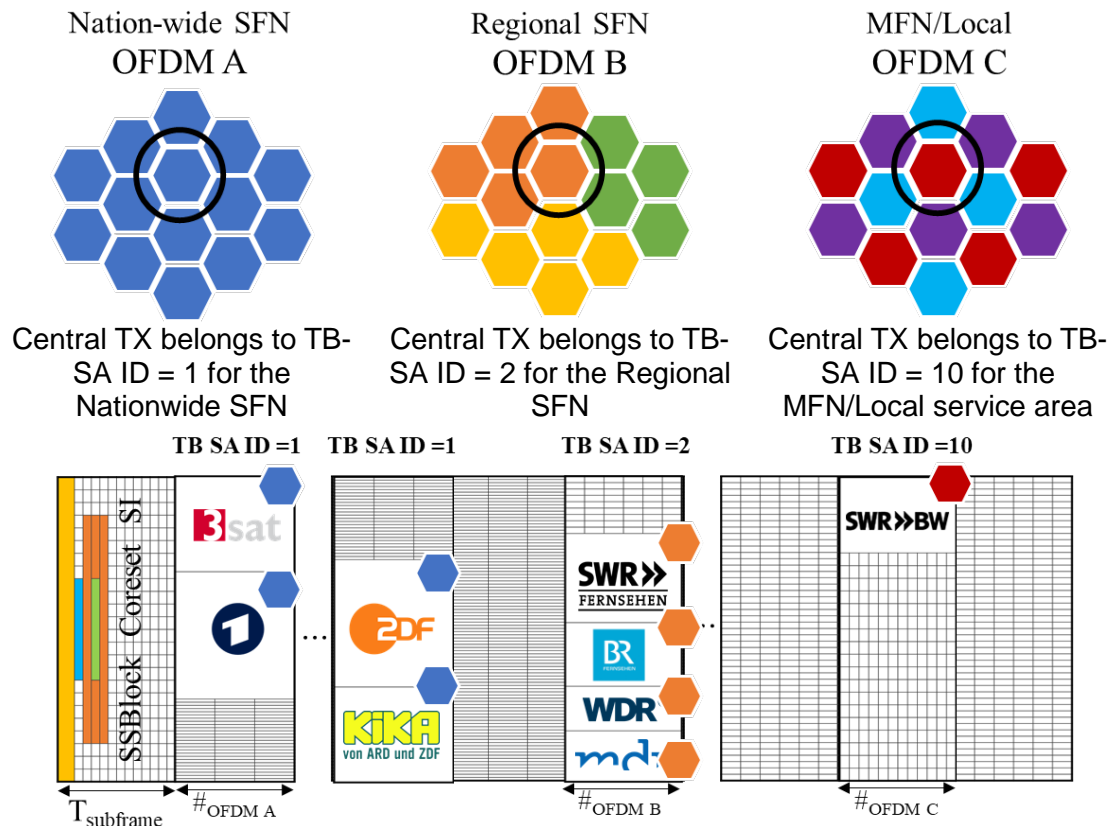 Nation-wide SFN
OFDM A
Regional SFN
OFDM B
MFN/Local
OFDM C
Central TX belongs to TB-
SA ID = 1 for the
Nationwide SFN
Central TX belongs to TB-
SA ID = 2 for the Regional
SFN
Central TX belongs to TB-
SA ID = 10 for the
MFN/Local service area
TB SA ID =1
TB SA ID =1
TB SA ID =2
TB SA ID =10
SSBlock Coreset SI
3sat
1
...
2DF
KiKA
von ARD und ZDF
SWR»
FERNSEHEN
BR
FERNSEHEN
WDR
mdr
..
SWR»BW
T subframe
#OFDM A
#OFDM B
#OFDM C